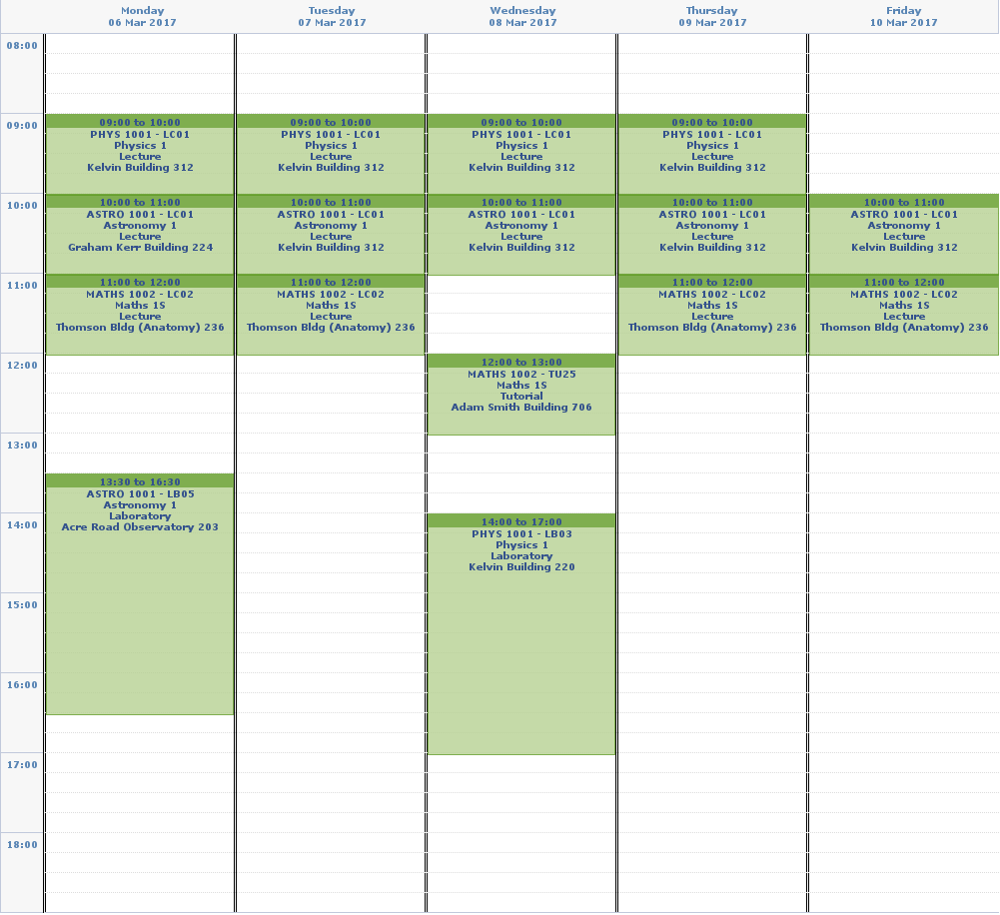 Monday
06 Mar 2017
Tuesday
07 Mar 2017
Wednesday
08 Mar 2017
Thursday
09 Mar 2017
Friday
10 Mar 2017
08:00
09:00
09:00 to 10:00
PHYS 1001 - LC01
Physics 1
Lecture
Kelvin Building 312
09:00 to 10:00
PHYS 1001 - LC01
Physics 1
Lecture
Kelvin Building 312
09:00 to 10:00
PHYS 1001 - LC01
Physics 1
Lecture
Kelvin Building 312
09:00 to 10:00
PHYS 1001 - LC01
Physics 1
Lecture
Kelvin Building 312
10:00
10:00 to 11:00
ASTRO 1001 - LC01
Astronomy 1
Lecture
Graham Kerr Building 224
10:00 to 11:00
ASTRO 1001 - LC01
Astronomy 1
Lecture
Kelvin Building 312
10:00 to 11:00
ASTRO 1001 - LC01
Astronomy 1
Lecture
Kelvin Building 312
10:00 to 11:00
ASTRO 1001 - LC01
Astronomy 1
Lecture
Kelvin Building 312
10:00 to 11:00
ASTRO 1001 - LC01
Astronomy 1
Lecture
Kelvin Building 312
11:00
11:00 to 12:00
MATHS 1002 - LC02
Maths 1S
Lecture
Thomson Bldg (Anatomy) 236
11:00 to 12:00
MATHS 1002 - LC02
Maths 1S
Lecture
Thomson Bldg (Anatomy) 236
11:00 to 12:00
MATHS 1002 - LC02
Maths 1S
Lecture
Thomson Bldg (Anatomy) 236
11:00 to 12:00
MATHS 1002 - LC02
Maths 1S
Lecture
Thomson Bldg (Anatomy) 236
12:00
12:00 to 13:00
MATHS 1002 - TU25
Maths 1S
Tutorial
Adam Smith Building 706
13:00
13:30 to 16:30
ASTRO 1001 - LB05
Astronomy 1
Laboratory
Acre Road Observatory 203
14:00
14:00 to 17:00
PHYS 1001 - LB03
Physics 1
Laboratory
Kelvin Building 220
15:00
16:00
17:00
18:00